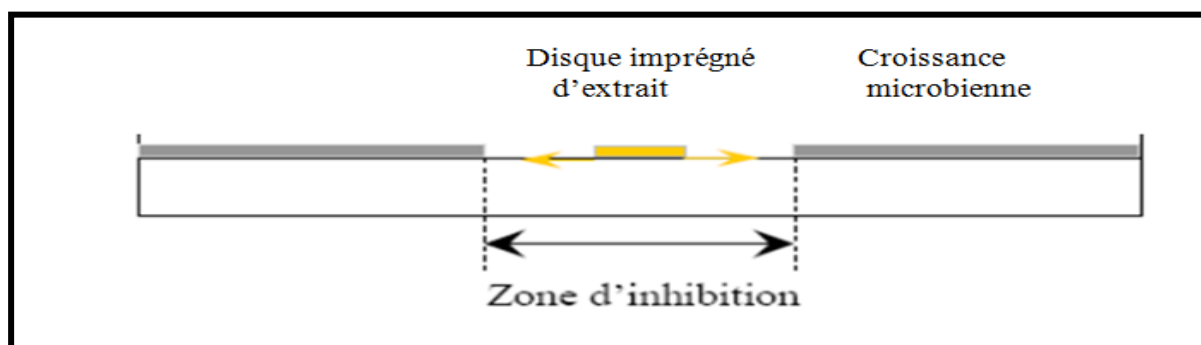 Disque imprégné
d’extrait
Croissance
microbienne
Zone d’inhibition